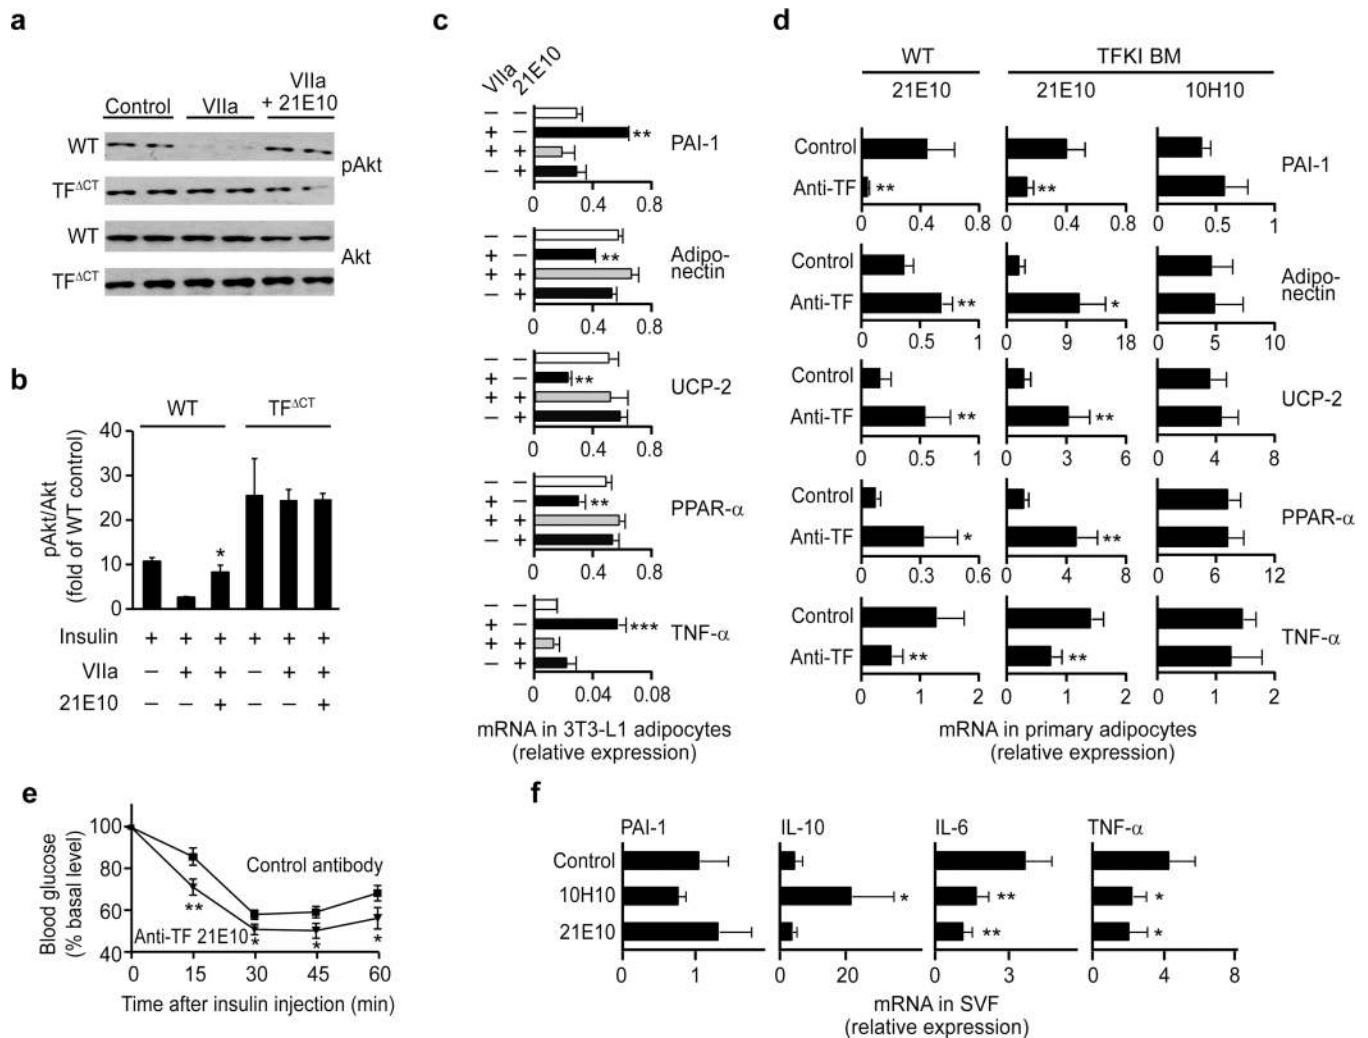 a
Control VIIa VIIa + 21E10
WT
TFΔCT
pAkt
WT
TFΔCT
Akt
b
WT TFΔCT
pAkt/Akt
(fold of WT control)
40
30
20
10
0
Insulin + + + + + +
VIIa − + + − + +
21E10 − − + − − +
*
c
VIIa 21E10
− −
+ − **
+ +
− +
PAI-1
0 0.4 0.8
− −
+ − **
+ +
− +
Adipo-
nectin
0 0.4 0.8
− −
+ − **
+ +
− +
UCP-2
0 0.4 0.8
− −
+ − **
+ +
− +
PPAR-α
0 0.4 0.8
− −
+ − ***
+ +
− +
TNF-α
0 0.04 0.08
mRNA in 3T3-L1 adipocytes
(relative expression)
d
WT TFKI BM
21E10 21E10 10H10
Control
Anti-TF ** **
PAI-1
0 0.4 0.8 0 0.4 0.8 0 0.5 1
Control
Anti-TF ** *
Adipo-
nectin
0 0.5 1 0 9 18 0 5 10
Control
Anti-TF ** **
UCP-2
0 0.5 1 0 3 6 0 4 8
Control
Anti-TF * **
PPAR-α
0 0.3 0.6 0 4 8 0 6 12
Control
Anti-TF ** **
TNF-α
0 1 2 0 1 2 0 1 2
mRNA in primary adipocytes
(relative expression)
e
Blood glucose
(% basal level)
100
80
60
40
Control antibody
Anti-TF 21E10
** * * *
0 15 30 45 60
Time after insulin injection (min)
f
PAI-1 IL-10 IL-6 TNF-α
Control
10H10 * ** *
21E10 ** *
0 1 0 20 0 3 0 4 8
mRNA in SVF
(relative expression)